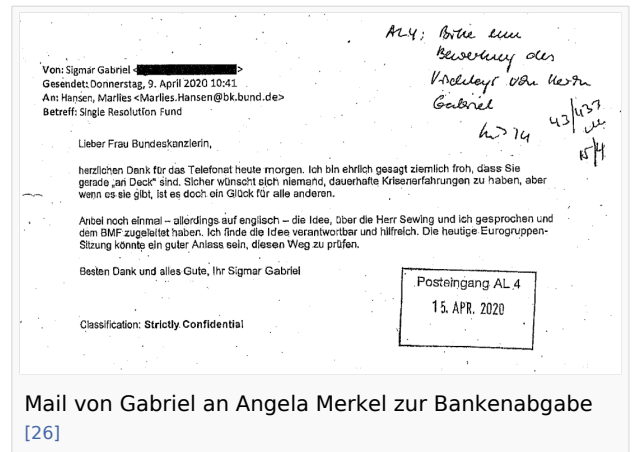 AL4; Bitte um
Bewertung des
Vorschlags von Herrn
Gabriel
14
43/433
15/4
Von: Sigmar Gabriel < >
Gesendet: Donnerstag, 9. April 2020 10:41
An: Hansen, Marlies <Marlies.Hansen@bk.bund.de>
Betreff: Single Resolution Fund
Lieber Frau Bundeskanzlerin,
herzlichen Dank für das Telefonat heute morgen. Ich bin ehrlich gesagt ziemlich froh, dass Sie
gerade „an Deck“ sind. Sicher wünscht sich niemand, dauerhafte Krisenerfahrungen zu haben, aber
wenn es sie gibt, ist es doch ein Glück für alle anderen.
Anbei noch einmal – allerdings auf englisch – die Idee, über die Herr Sewing und ich gesprochen und
dem BMF zugeleitet haben. Ich finde die Idee verantwortbar und hilfreich. Die heutige Eurogruppen-
Sitzung könnte ein guter Anlass sein, diesen Weg zu prüfen.
Besten Dank und alles Gute, Ihr Sigmar Gabriel
Classification: Strictly Confidential
Posteingang AL 4
15. APR. 2020
Mail von Gabriel an Angela Merkel zur Bankenabgabe
[26]